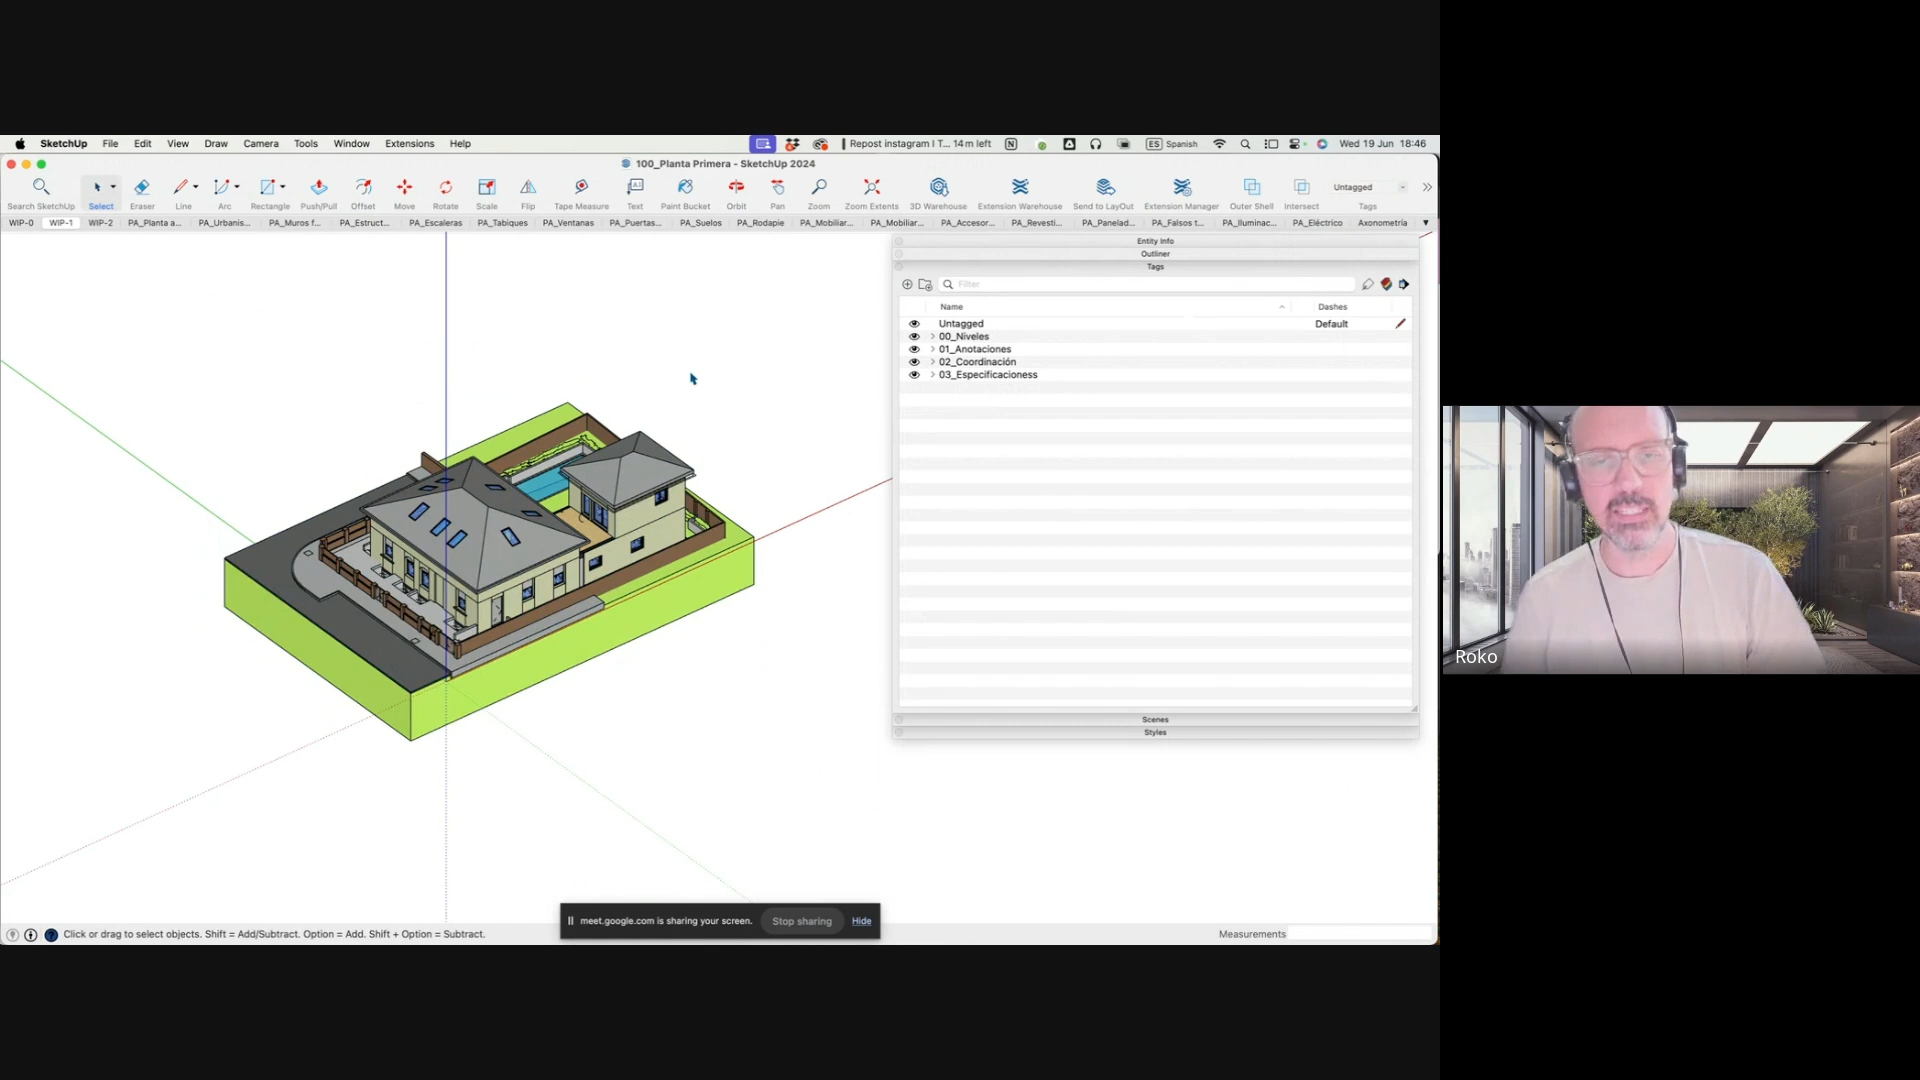 SketchUp File Edit View Draw Camera Tools Window Extensions Help
Repost instagram I T... 14m left ES Spanish Wed 19 Jun 18:46
100_Planta Primera - SketchUp 2024
Search SketchUp Select Eraser Line Arc Rectangle Push/Pull Offset Move Rotate Scale Flip Tape Measure Text Paint Bucket Orbit Pan Zoom Zoom Extents 3D Warehouse Extension Warehouse Send to LayOut Extension Manager Outer Shell Intersect Tags
Untagged
WIP-0 WIP-1 WIP-2 PA_Planta a... PA_Urbanis... PA_Muros f... PA_Estruct... PA_Escaleras PA_Tabiques PA_Ventanas PA_Puertas... PA_Suelos PA_Rodapie PA_Mobiliar... PA_Mobiliar... PA_Accesor... PA_Revesti... PA_Panelad... PA_Falsos t... PA_Iluminac... PA_Eléctrico Axonometría
Entity Info
Outliner
Tags
Filter
Name Dashes
Untagged Default
00_Niveles
01_Anotaciones
02_Coordinación
03_Especificacioness
Scenes
Styles
Roko
meet.google.com is sharing your screen. Stop sharing Hide
Click or drag to select objects. Shift = Add/Subtract. Option = Add. Shift + Option = Subtract.
Measurements